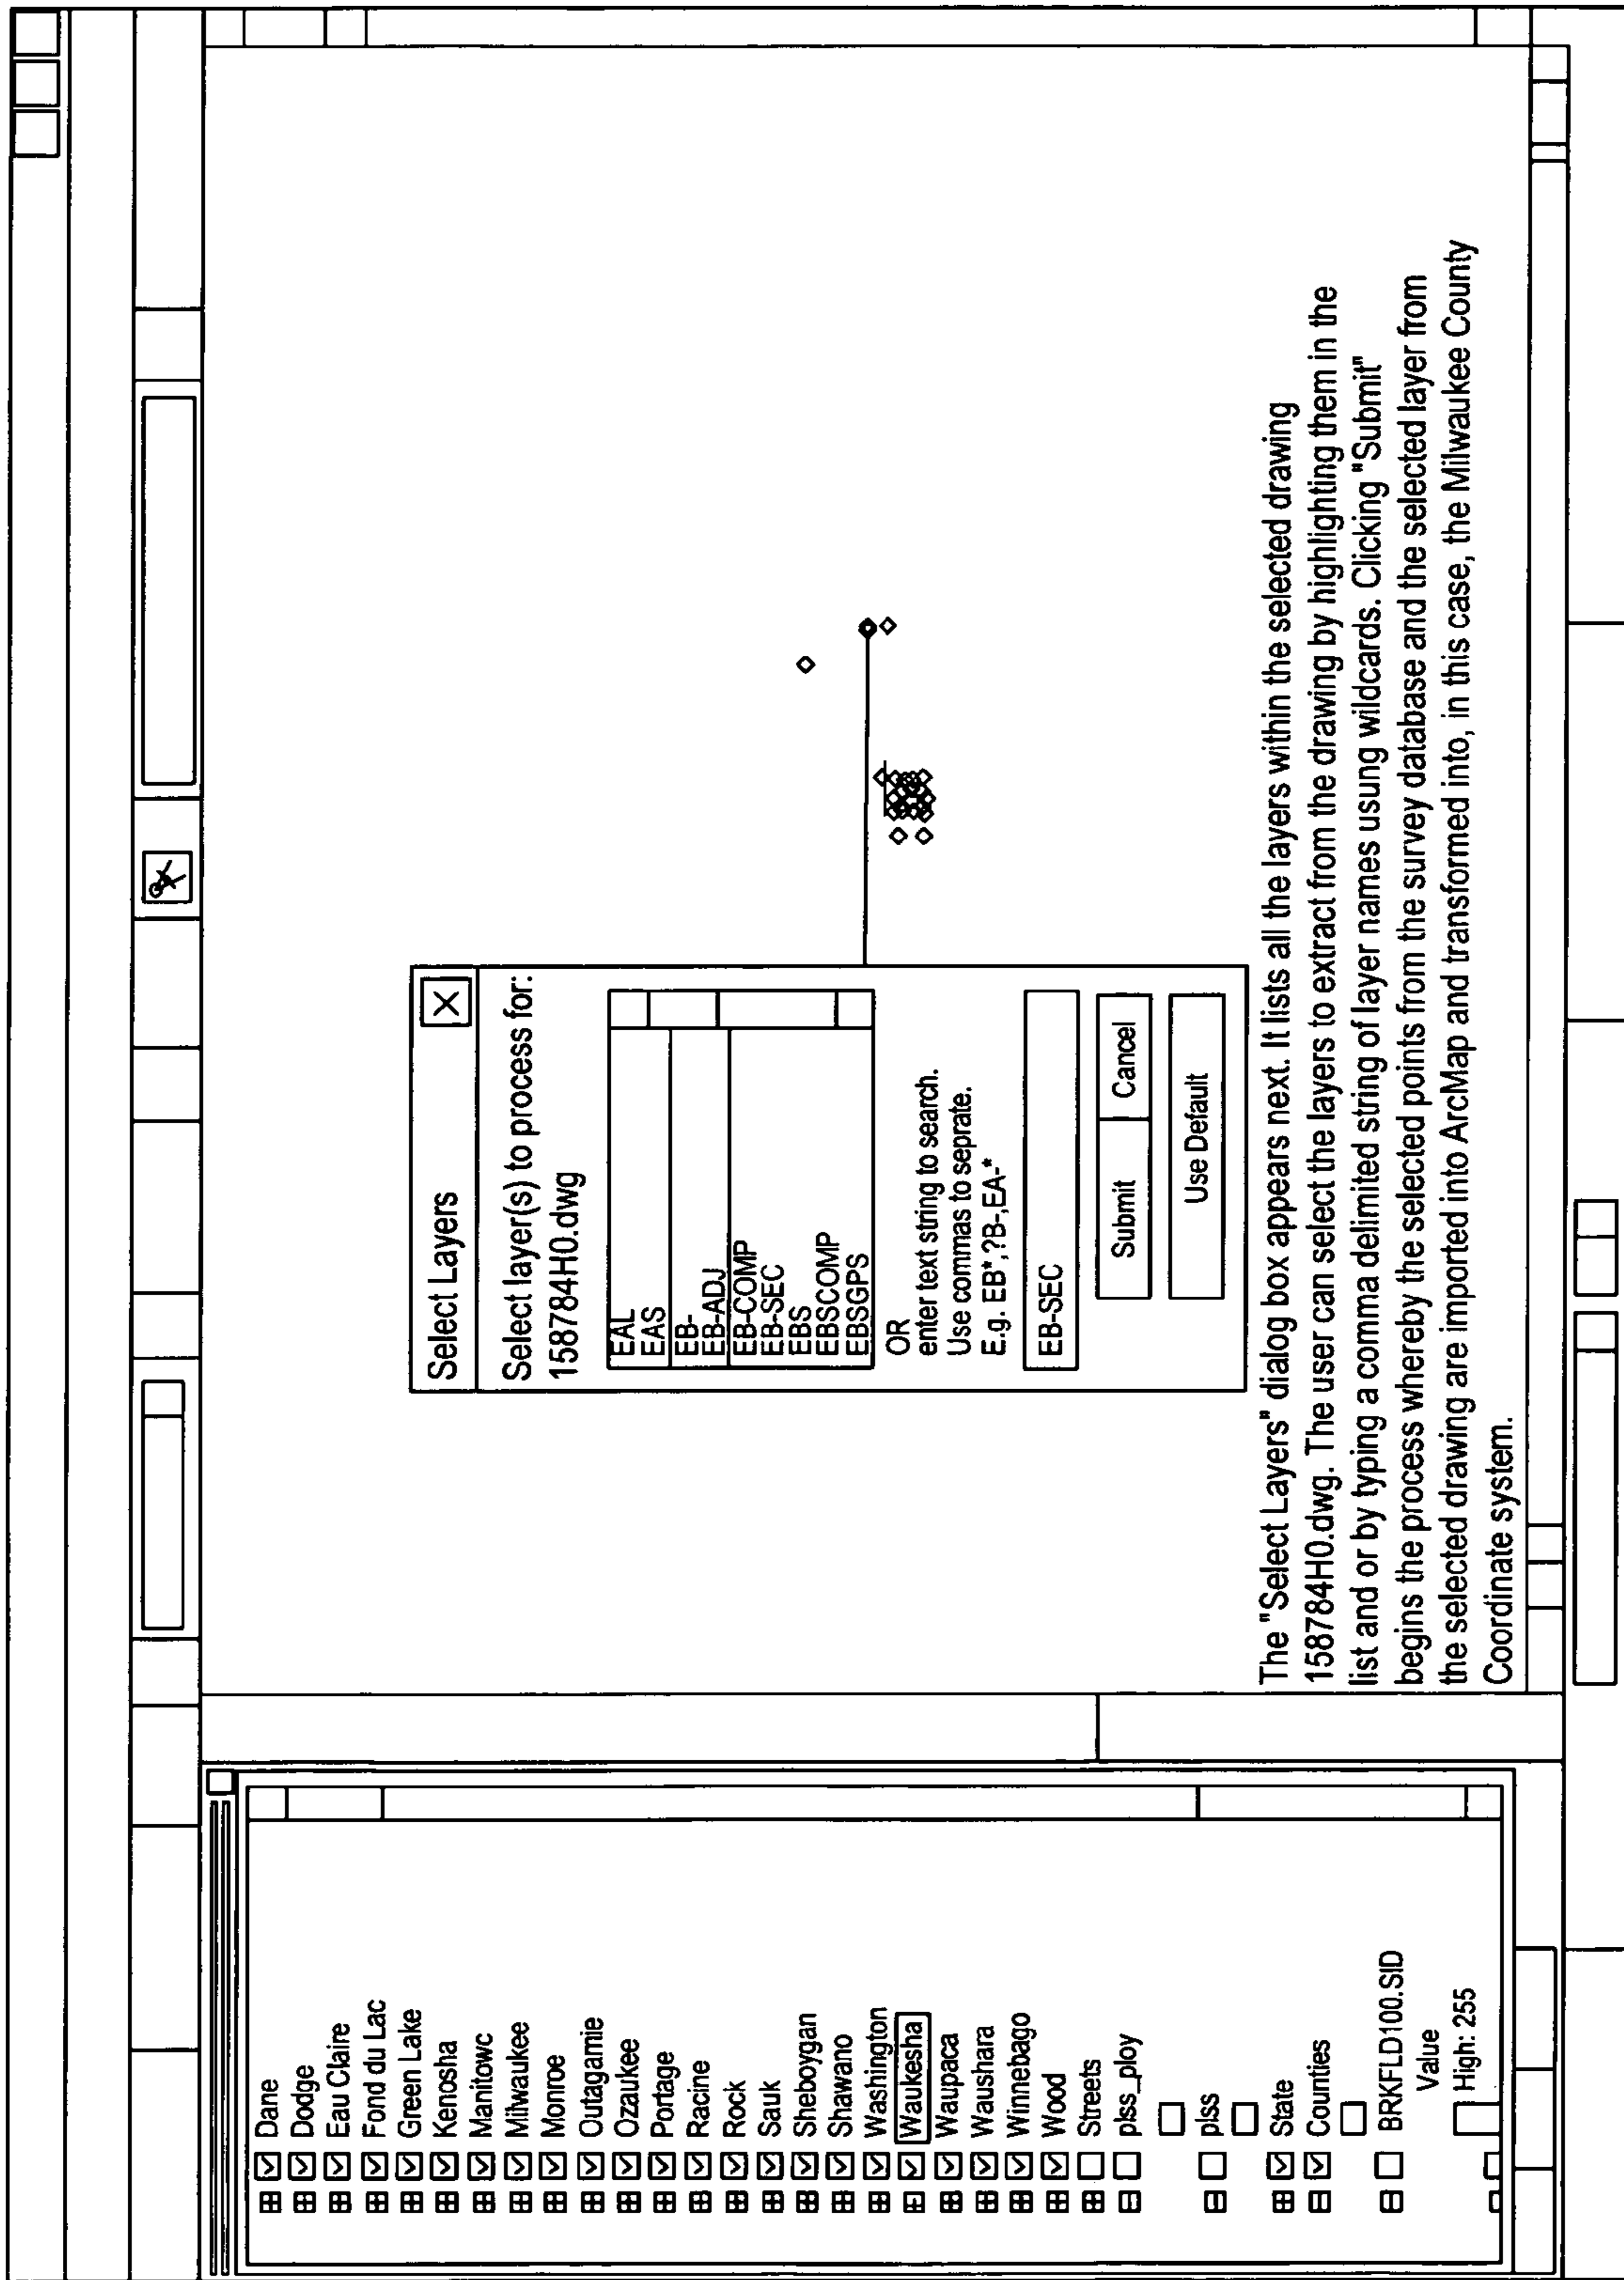 Dane
Dodge
Eau Claire
Fond du Lac
Green Lake
Kenosha
Manitowc
Milwaukee
Monroe
Outagamie
Ozaukee
Portage
Racine
Rock
Sauk
Sheboygan
Shawano
Washington
Waukesha
Waupaca
Waushara
Winnebago
Wood
Streets
plss_ploy
plss
State
Counties
BRKFLD100.SID
Value
High: 255
Select Layers
Select layer(s) to process for:
158784H0.dwg
EAL
EAS
EB-
EB-ADJ
EB-COMP
EB-SEC
EBS
EBSCOMP
EBSGPS
OR
enter text string to search.
Use commas to seprate.
E.g. EB*,?B-,EA-*
EB-SEC
Submit
Cancel
Use Default
The "Select Layers" dialog box appears next. It lists all the layers within the selected drawing
158784H0.dwg. The user can select the layers to extract from the drawing by highlighting them in the
list and or by typing a comma delimited string of layer names usung wildcards. Clicking "Submit"
begins the process whereby the selected points from the survey database and the selected layer from
the selected drawing are imported into ArcMap and transformed into, in this case, the Milwaukee County
Coordinate system.